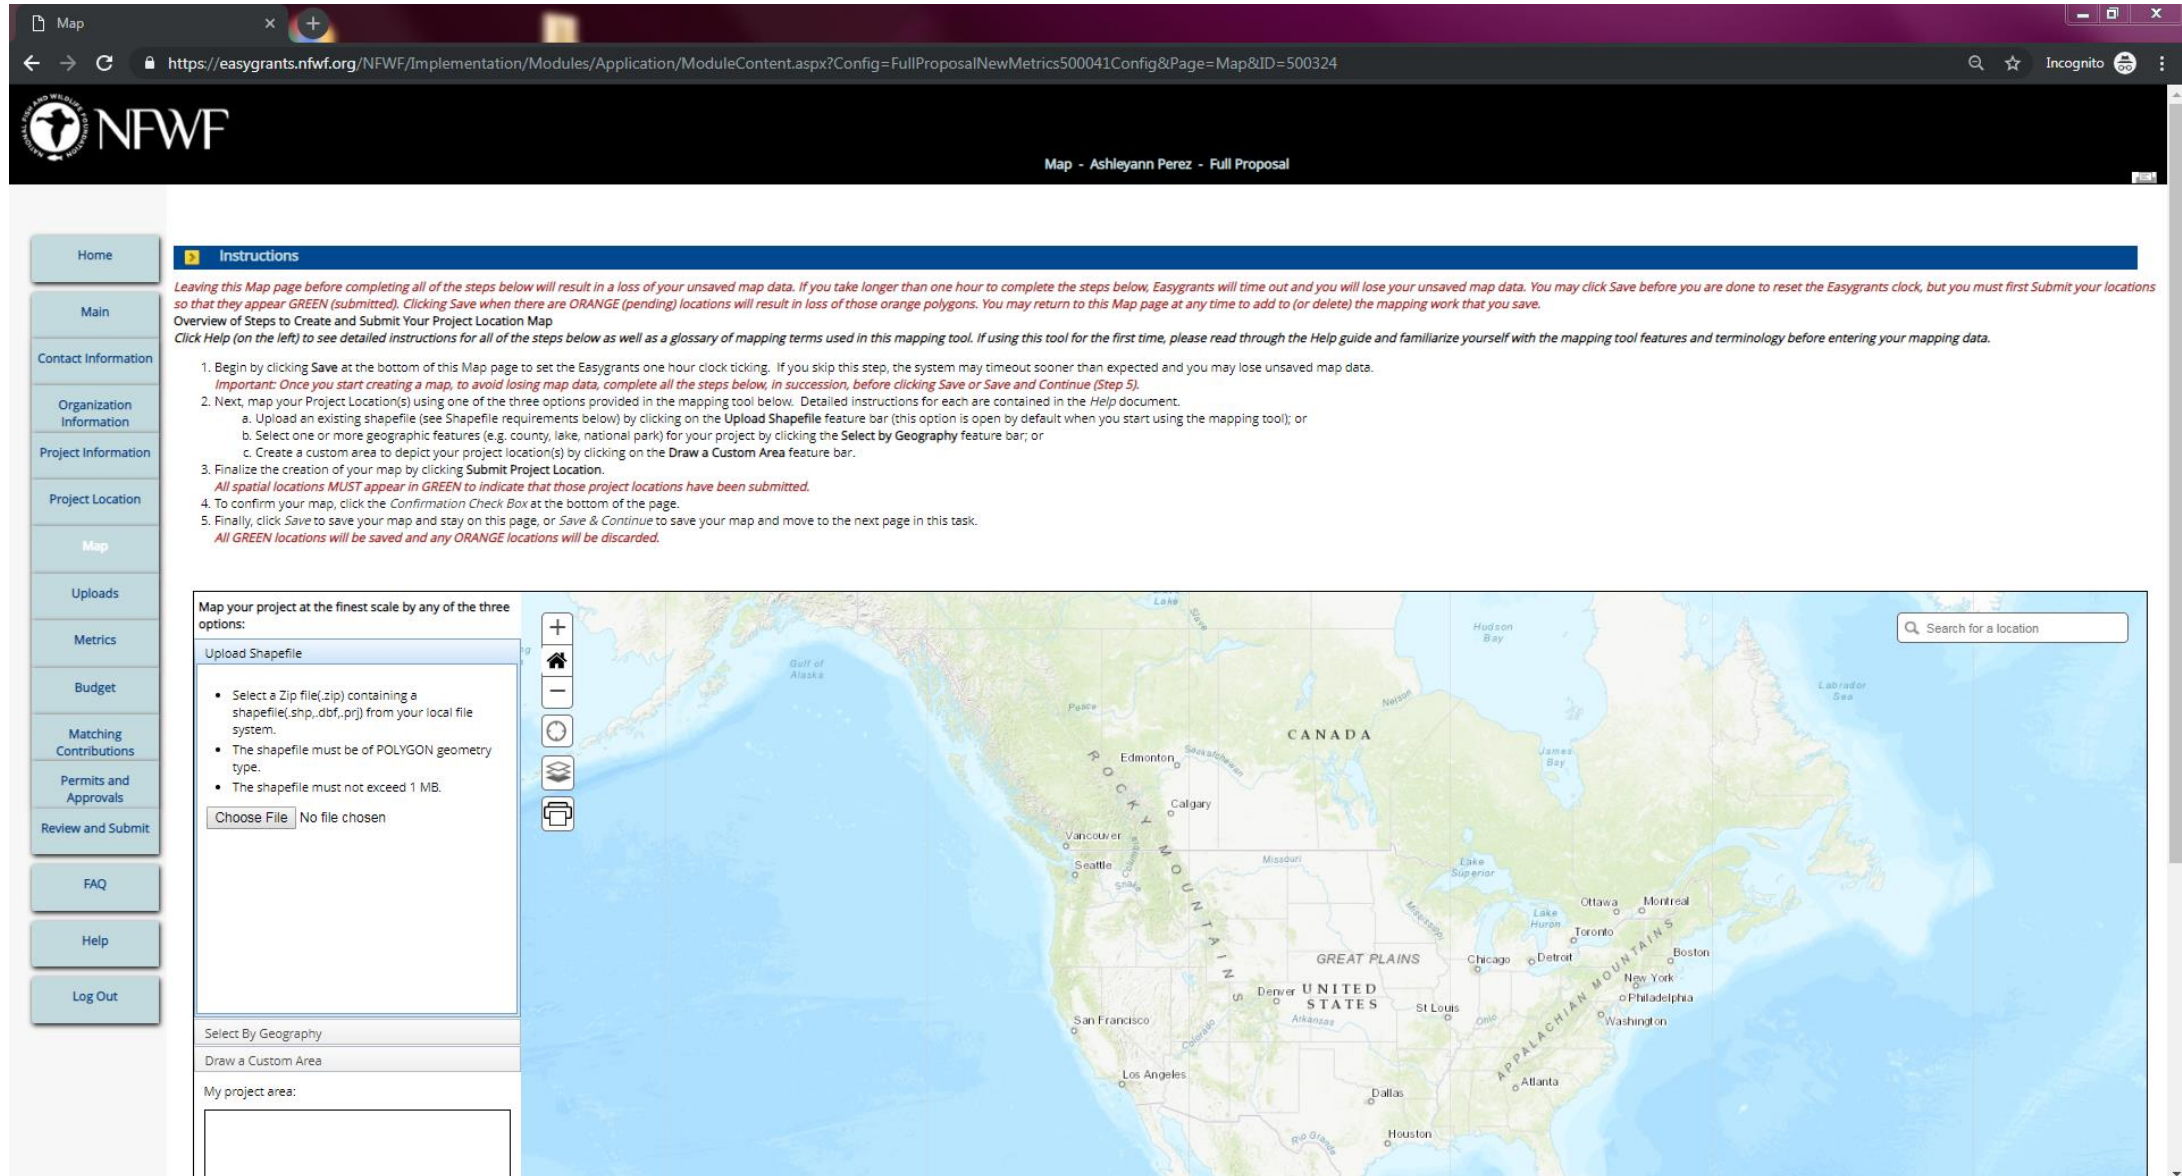 Map
https://easygrants.nfwf.org/NFWF/Implementation/Modules/Application/ModuleContent.aspx?Config=FullProposalNewMetrics500041Config&Page=Map&ID=500324
Incognito
NATIONAL FISH AND WILDLIFE FOUNDATION
NFWF
Map - Ashleyann Perez - Full Proposal
Home
Main
Contact Information
Organization
Information
Project Information
Project Location
Map
Uploads
Metrics
Budget
Matching
Contributions
Permits and
Approvals
Review and Submit
FAQ
Help
Log Out
Instructions
Leaving this Map page before completing all of the steps below will result in a loss of your unsaved map data. If you take longer than one hour to complete the steps below, Easygrants will time out and you will lose your unsaved map data. You may click Save before you are done to reset the Easygrants clock, but you must first Submit your locations
so that they appear GREEN (submitted). Clicking Save when there are ORANGE (pending) locations will result in loss of those orange polygons. You may return to this Map page at any time to add to (or delete) the mapping work that you save.
Overview of Steps to Create and Submit Your Project Location Map
Click Help (on the left) to see detailed instructions for all of the steps below as well as a glossary of mapping terms used in this mapping tool. If using this tool for the first time, please read through the Help guide and familiarize yourself with the mapping tool features and terminology before entering your mapping data.
1. Begin by clicking Save at the bottom of this Map page to set the Easygrants one hour clock ticking. If you skip this step, the system may timeout sooner than expected and you may lose unsaved map data.
Important: Once you start creating a map, to avoid losing map data, complete all the steps below, in succession, before clicking Save or Save and Continue (Step 5).
2. Next, map your Project Location(s) using one of the three options provided in the mapping tool below. Detailed instructions for each are contained in the Help document.
a. Upload an existing shapefile (see Shapefile requirements below) by clicking on the Upload Shapefile feature bar (this option is open by default when you start using the mapping tool); or
b. Select one or more geographic features (e.g. county, lake, national park) for your project by clicking the Select by Geography feature bar; or
c. Create a custom area to depict your project location(s) by clicking on the Draw a Custom Area feature bar.
3. Finalize the creation of your map by clicking Submit Project Location.
All spatial locations MUST appear in GREEN to indicate that those project locations have been submitted.
4. To confirm your map, click the Confirmation Check Box at the bottom of the page.
5. Finally, click Save to save your map and stay on this page, or Save & Continue to save your map and move to the next page in this task.
All GREEN locations will be saved and any ORANGE locations will be discarded.
Map your project at the finest scale by any of the three
options:
Upload Shapefile
• Select a Zip file(.zip) containing a
shapefile(.shp,.dbf,.prj) from your local file
system.
• The shapefile must be of POLYGON geometry
type.
• The shapefile must not exceed 1 MB.
Choose File No file chosen
Select By Geography
Draw a Custom Area
My project area:
Search for a location
Lake
Slave
Hudson
Bay
Gulf of
Alaska
Labrador
Sea
Peace
Nelson
CANADA
James
Bay
Edmonton
Saskatchewan
Calgary
ROCKY MOUNTAINS
Vancouver
Columbia
Seattle
Snake
Missouri
Lake
Superior
Mississippi
Ottawa
Montreal
Lake
Huron
Toronto
Boston
GREAT PLAINS
Chicago
Detroit
New York
APPALACHIAN MOUNTAINS
Denver
UNITED
STATES
Philadelphia
St Louis
San Francisco
Arkansas
Ohio
Washington
Colorado
Los Angeles
Atlanta
Dallas
Rio Grande
Houston